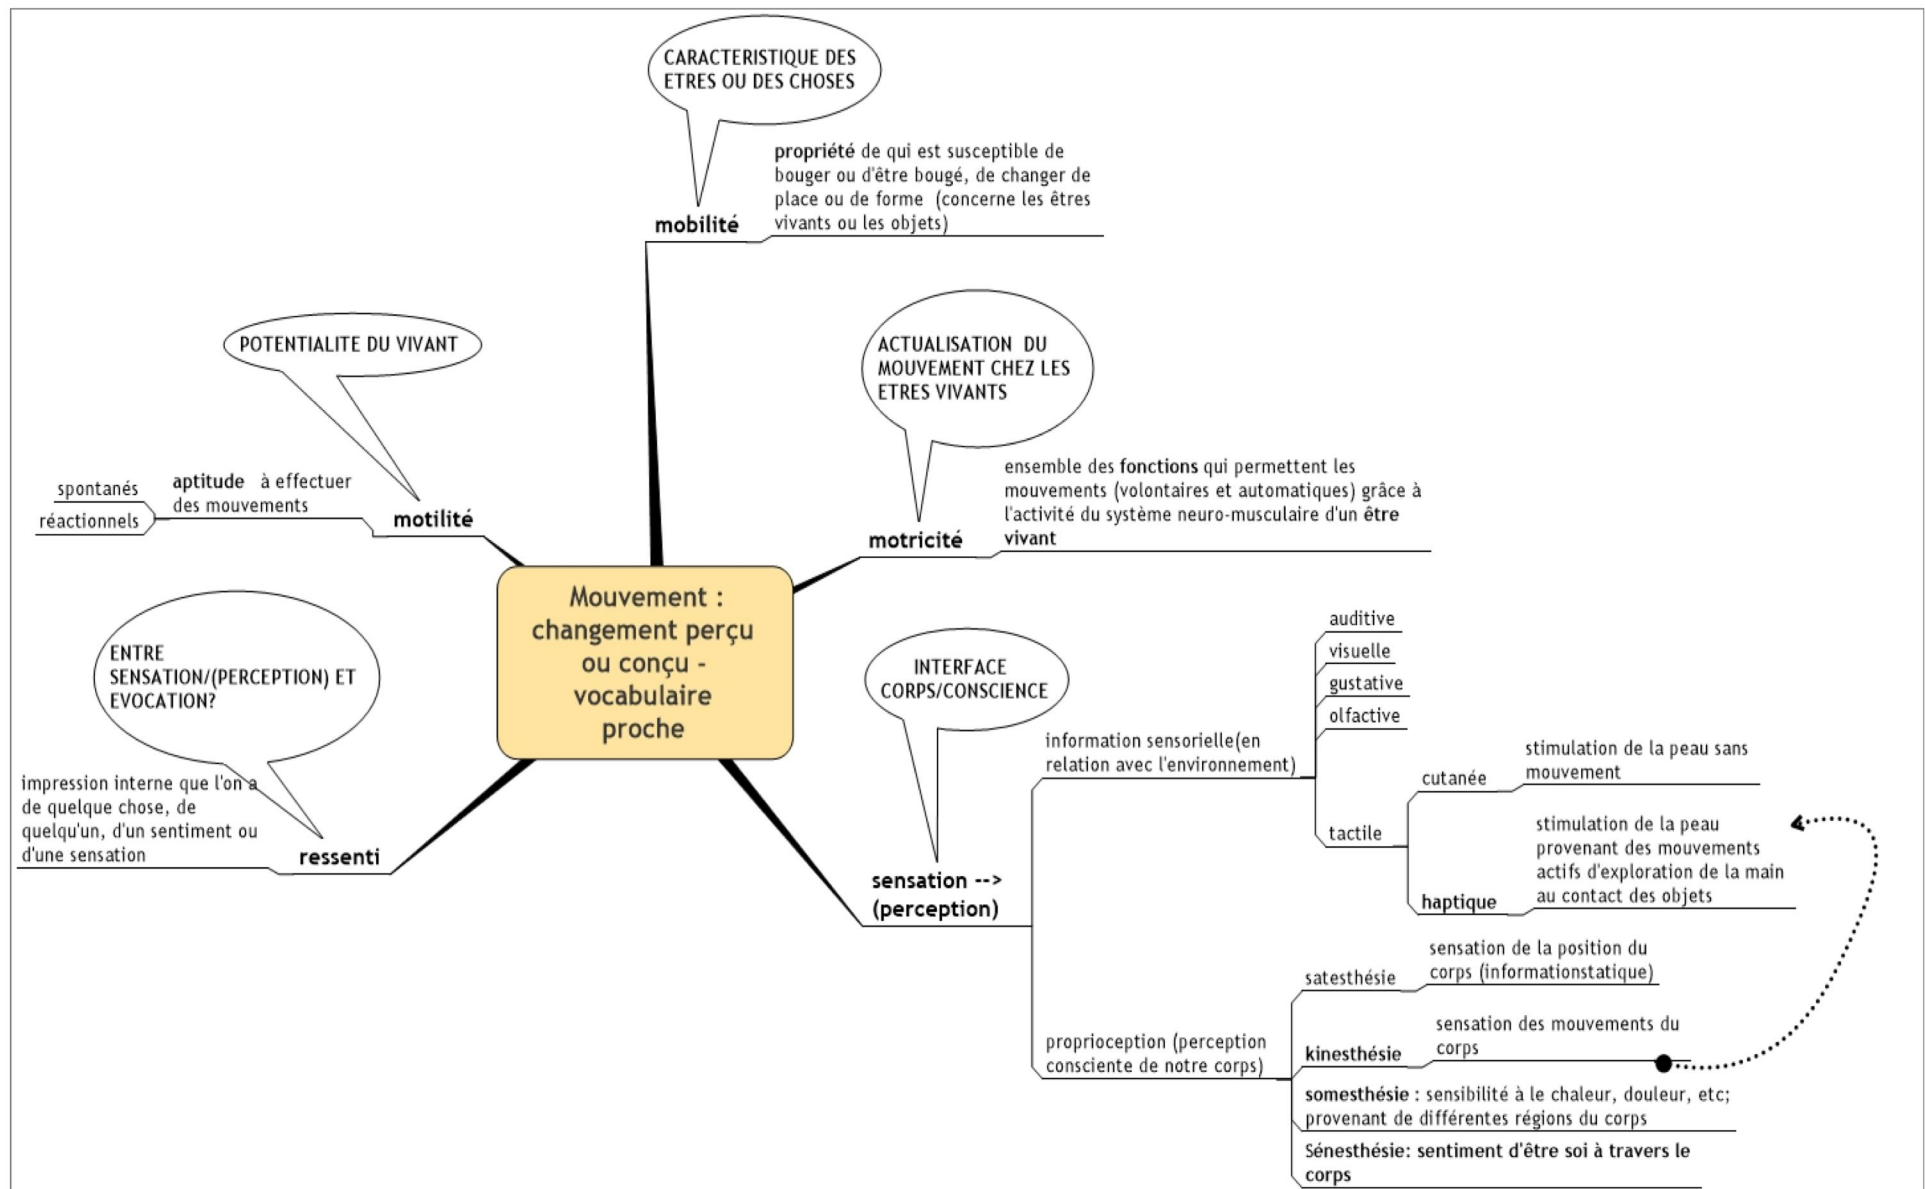 CARACTERISTIQUE DES
ETRES OU DES CHOSES
propriété de qui est susceptible de
bouger ou d'être bougé, de changer de
place ou de forme (concerne les êtres
vivants ou les objets)
mobilité
POTENTIALITE DU VIVANT
ACTUALISATION DU
MOUVEMENT CHEZ LES
ETRES VIVANTS
spontanés
réactionnels
aptitude à effectuer
des mouvements
motilité
ensemble des fonctions qui permettent les
mouvements (volontaires et automatiques) grâce à
l'activité du système neuro-musculaire d'un être
vivant
motricité
Mouvement :
changement perçu
ou conçu -
vocabulaire
proche
ENTRE
SENSATION/(PERCEPTION) ET
EVOCATION?
impression interne que l'on a
de quelque chose, de
quelqu'un, d'un sentiment ou
d'une sensation
ressenti
INTERFACE
CORPS/CONSCIENCE
sensation -->
(perception)
information sensorielle(en
relation avec l'environnement)
auditive
visuelle
gustative
olfactive
tactile
cutanée
stimulation de la peau sans
mouvement
haptique
stimulation de la peau
provenant des mouvements
actifs d'exploration de la main
au contact des objets
proprioception (perception
consciente de notre corps)
satesthésie
sensation de la position du
corps (informationstatique)
kinesthésie
sensation des mouvements du
corps
somesthésie : sensibilité à le chaleur, douleur, etc;
provenant de différentes régions du corps
Sénesthésie: sentiment d'être soi à travers le
corps